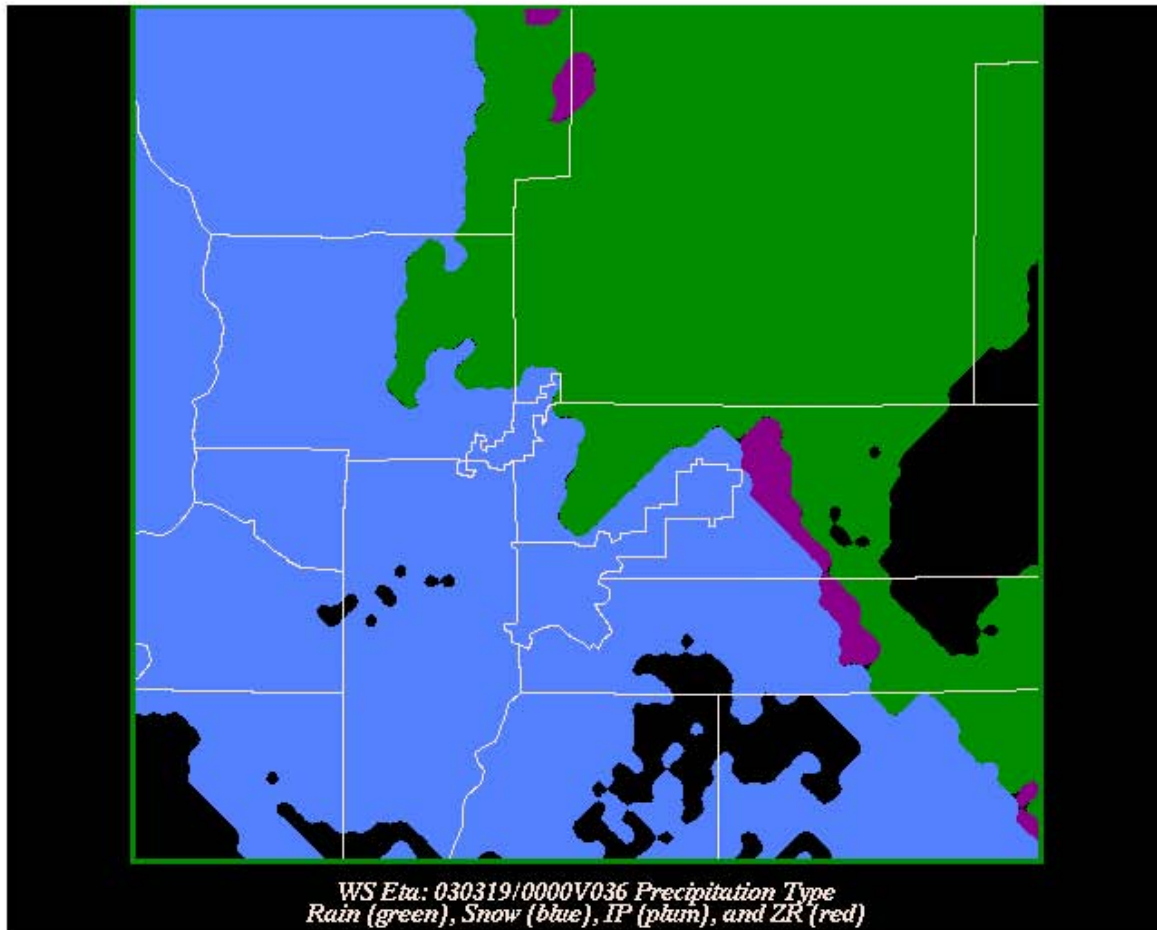 WS Eta: 030319/0000V036 Precipitation Type
Rain (green), Snow (blue), IP (plum), and ZR (red)